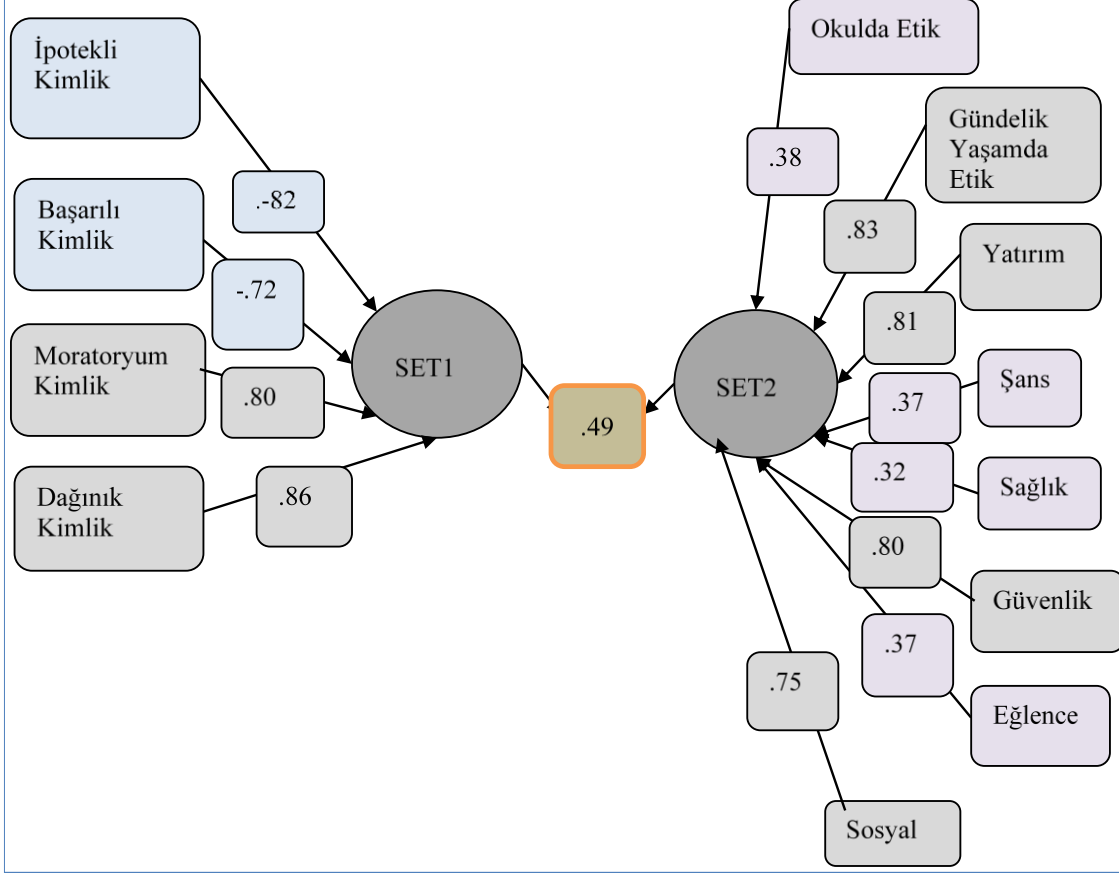 İpotekli
Kimlik
.-82
Başarılı
Kimlik
-.72
Moratoryum
Kimlik
.80
Dağınık
Kimlik
.86
SET1
.49
SET2
Okulda Etik
.38
Gündelik
Yaşamda
Etik
.83
Yatırım
.81
Şans
.37
Sağlık
.32
Güvenlik
.80
Eğlence
.37
Sosyal
.75